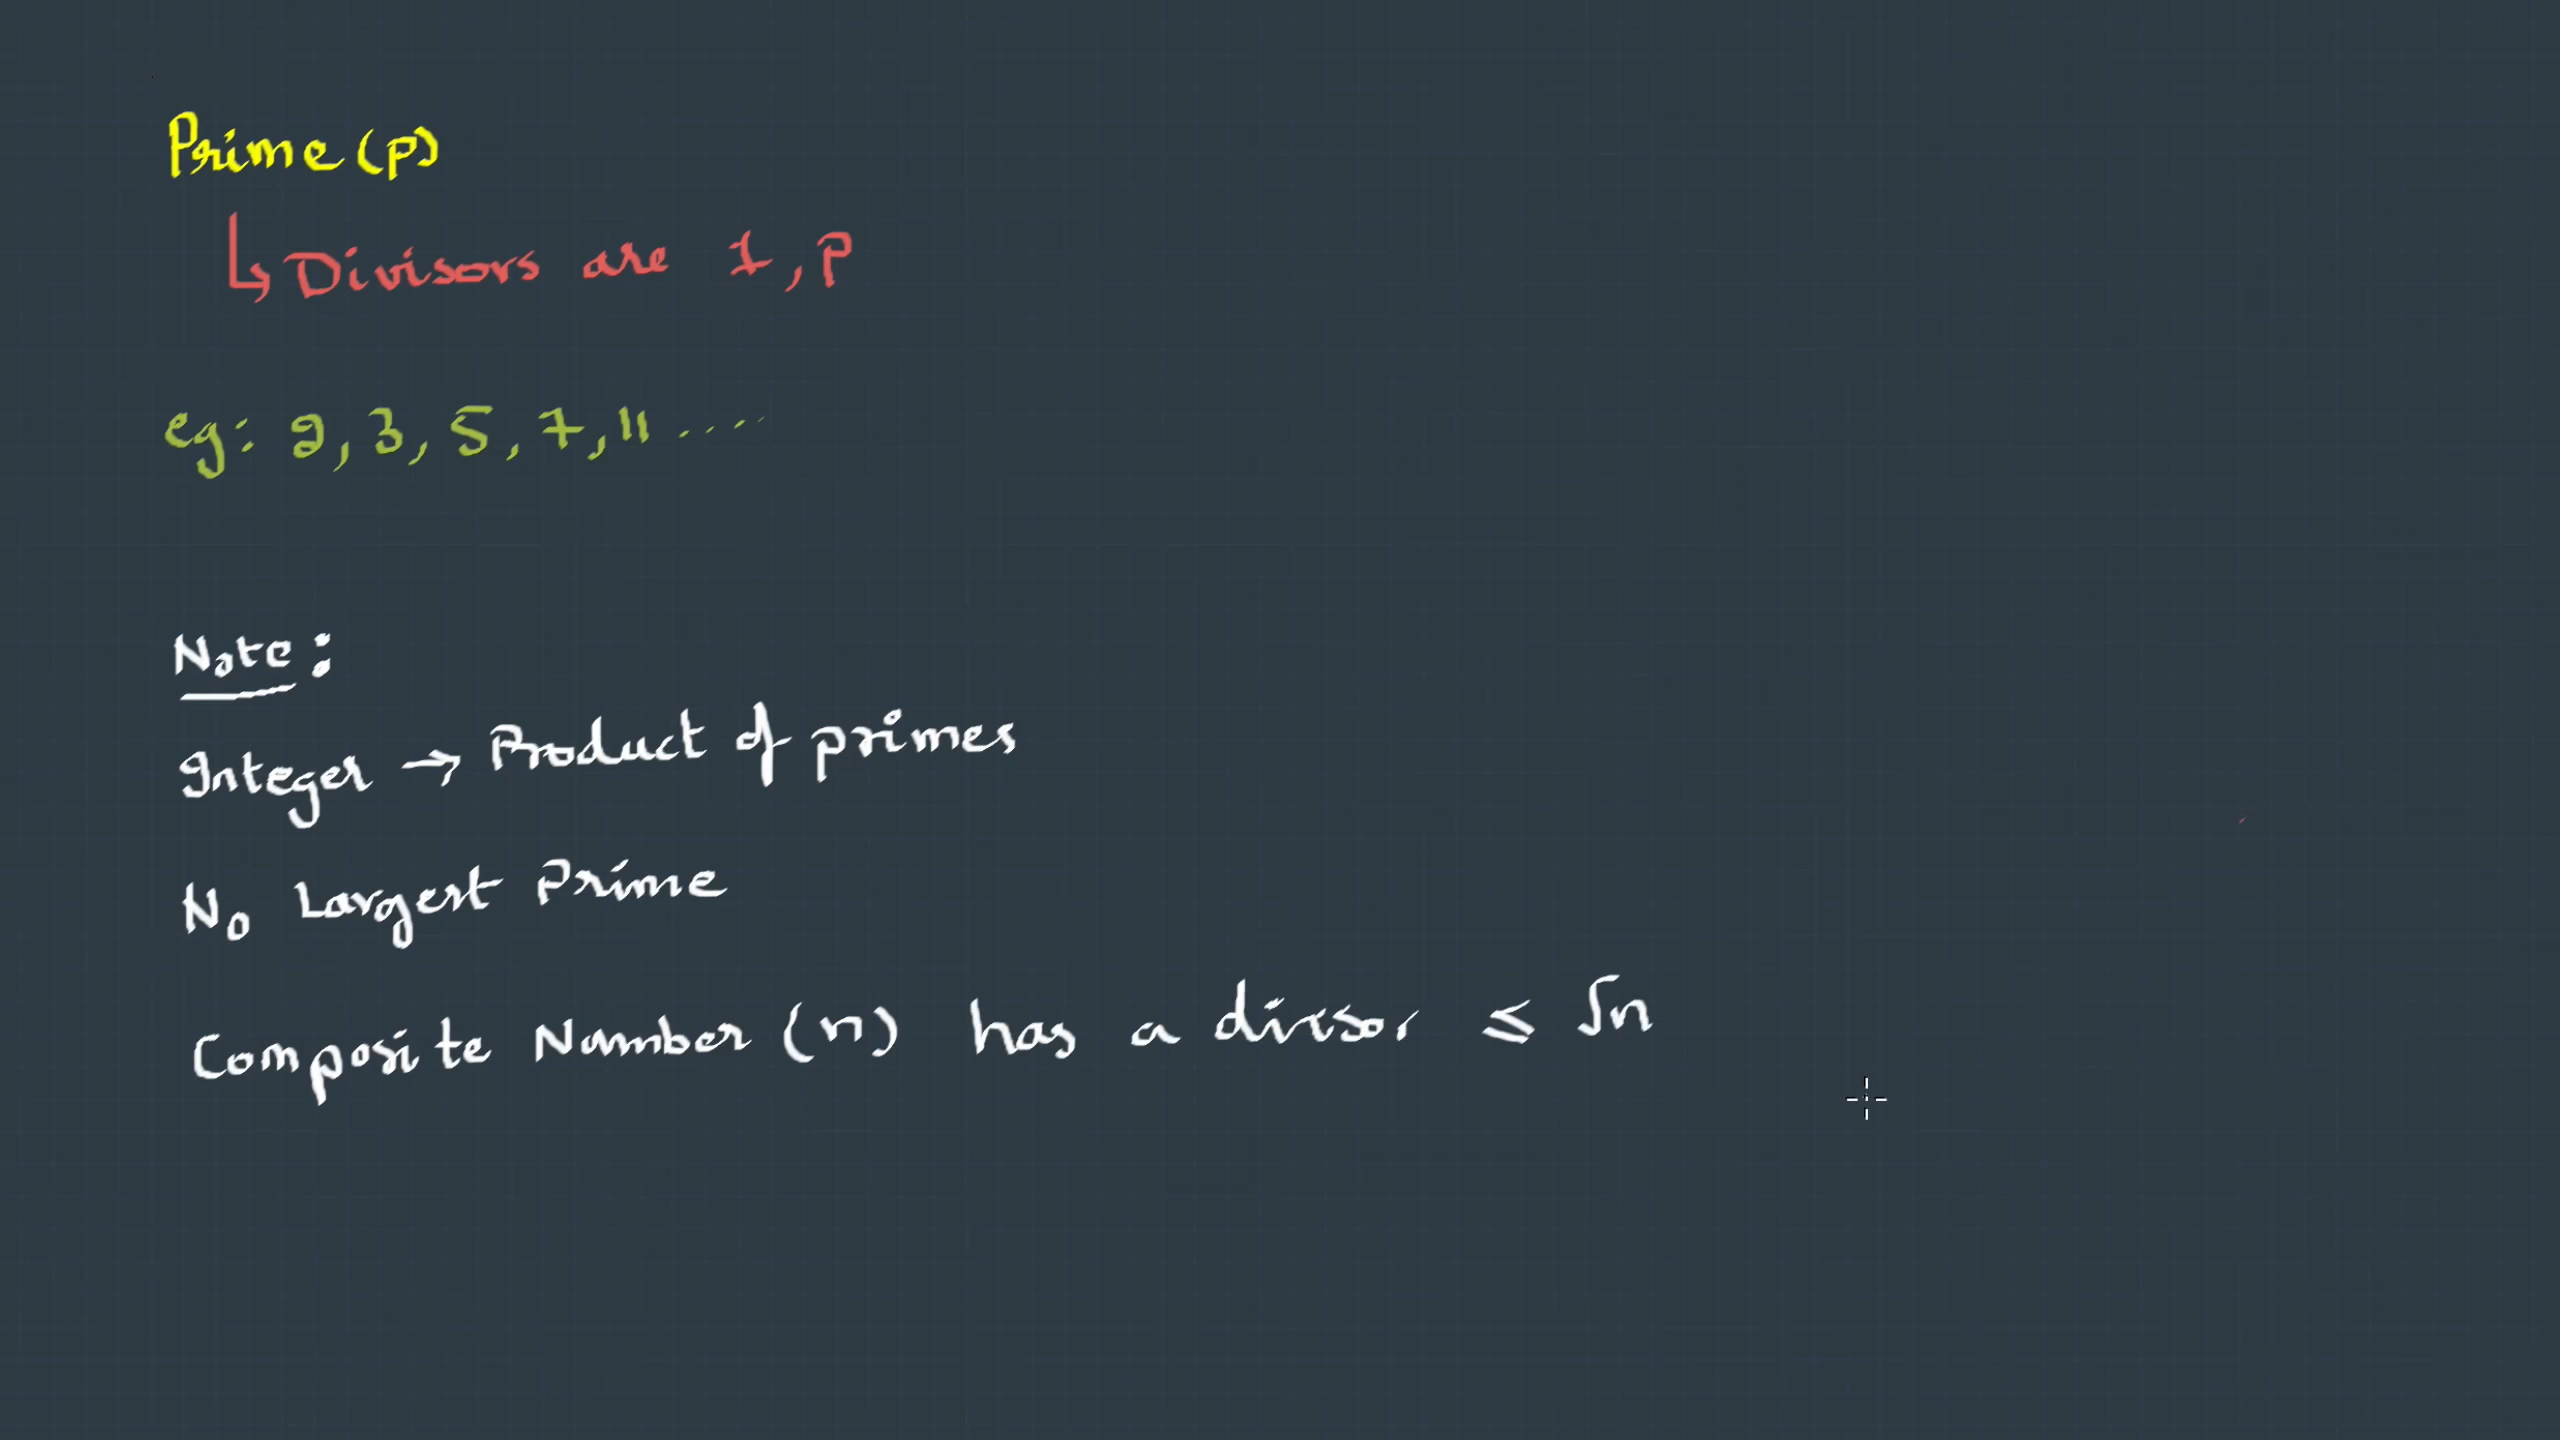 Prime (p)
↳ Divisors are 1, P
eg: 2, 3, 5, 7, 11 ....
Note:
Integer → Product of primes
No Largest Prime
Composite Number (n) has a divisor ≤ √n